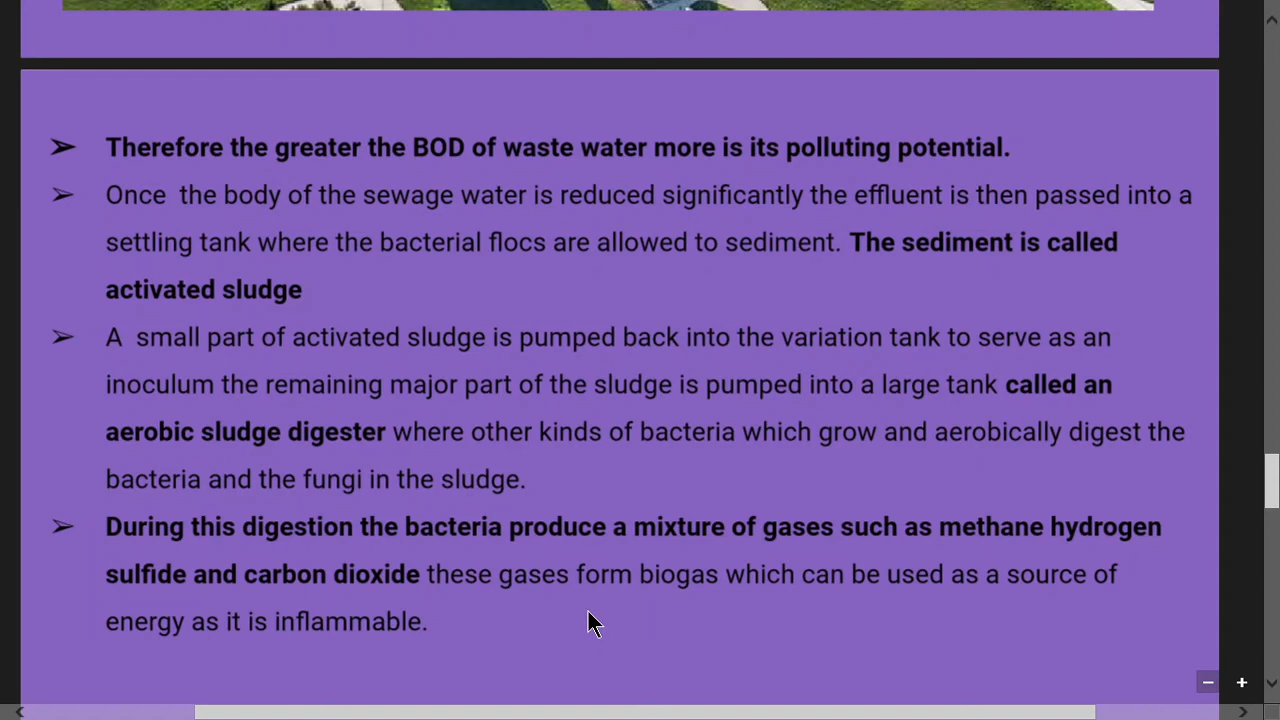 ➢ Therefore the greater the BOD of waste water more is its polluting potential.
➢ Once the body of the sewage water is reduced significantly the effluent is then passed into a
settling tank where the bacterial flocs are allowed to sediment. The sediment is called
activated sludge
➢ A small part of activated sludge is pumped back into the variation tank to serve as an
inoculum the remaining major part of the sludge is pumped into a large tank called an
aerobic sludge digester where other kinds of bacteria which grow and aerobically digest the
bacteria and the fungi in the sludge.
➢ During this digestion the bacteria produce a mixture of gases such as methane hydrogen
sulfide and carbon dioxide these gases form biogas which can be used as a source of
energy as it is inflammable.